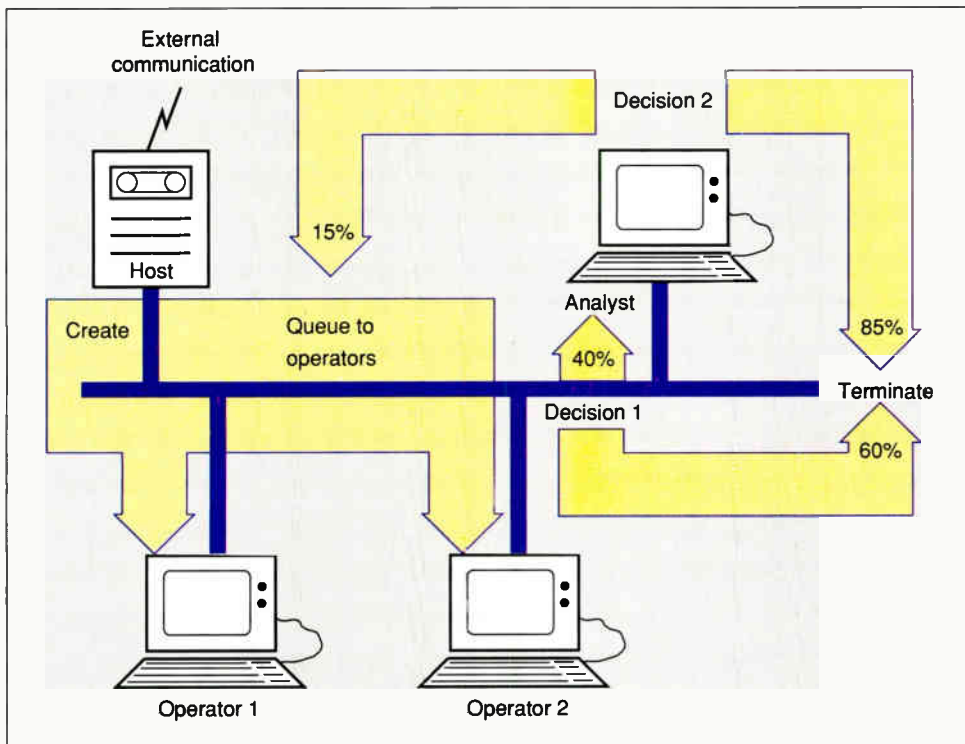 External
communication
Decision 2
15%
Host
Analyst
Create
Queue to
operators
40%
85%
Terminate
Decision 1
60%
Operator 1
Operator 2